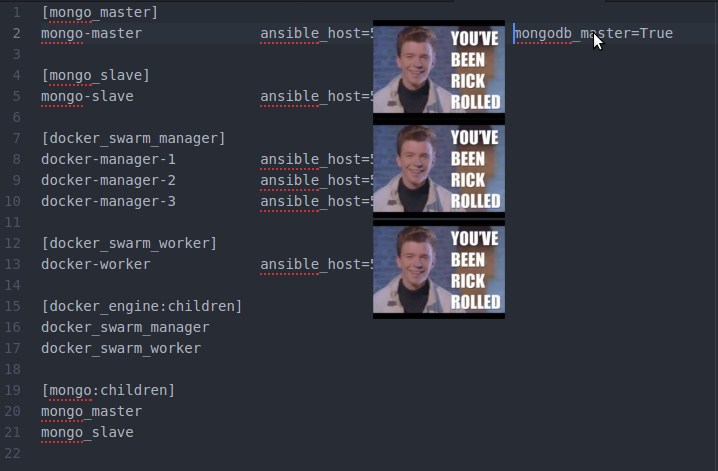 1 [mongo_master]
2 mongo-master ansible_host=5 mongodb_master=True
3
4 [mongo_slave]
5 mongo-slave ansible_host=5
6
7 [docker_swarm_manager]
8 docker-manager-1 ansible_host=5
9 docker-manager-2 ansible_host=5
10 docker-manager-3 ansible_host=5
11
12 [docker_swarm_worker]
13 docker-worker ansible_host=5
14
15 [docker_engine:children]
16 docker_swarm_manager
17 docker_swarm_worker
18
19 [mongo:children]
20 mongo_master
21 mongo_slave
22
YOU'VE
BEEN
RICK
ROLLED
YOU'VE
BEEN
RICK
ROLLED
YOU'VE
BEEN
RICK
ROLLED